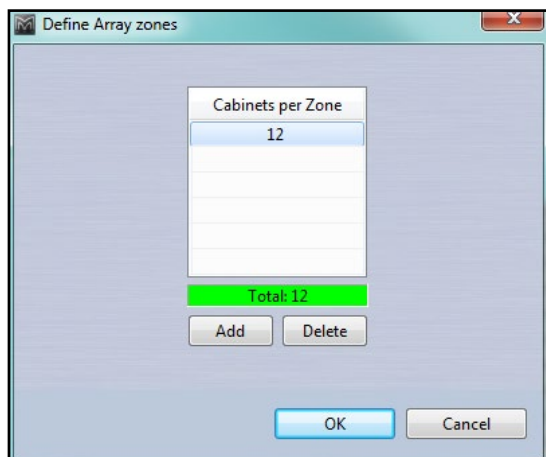 Define Array zones
Cabinets per Zone
12
Total: 12
Add Delete
OK Cancel